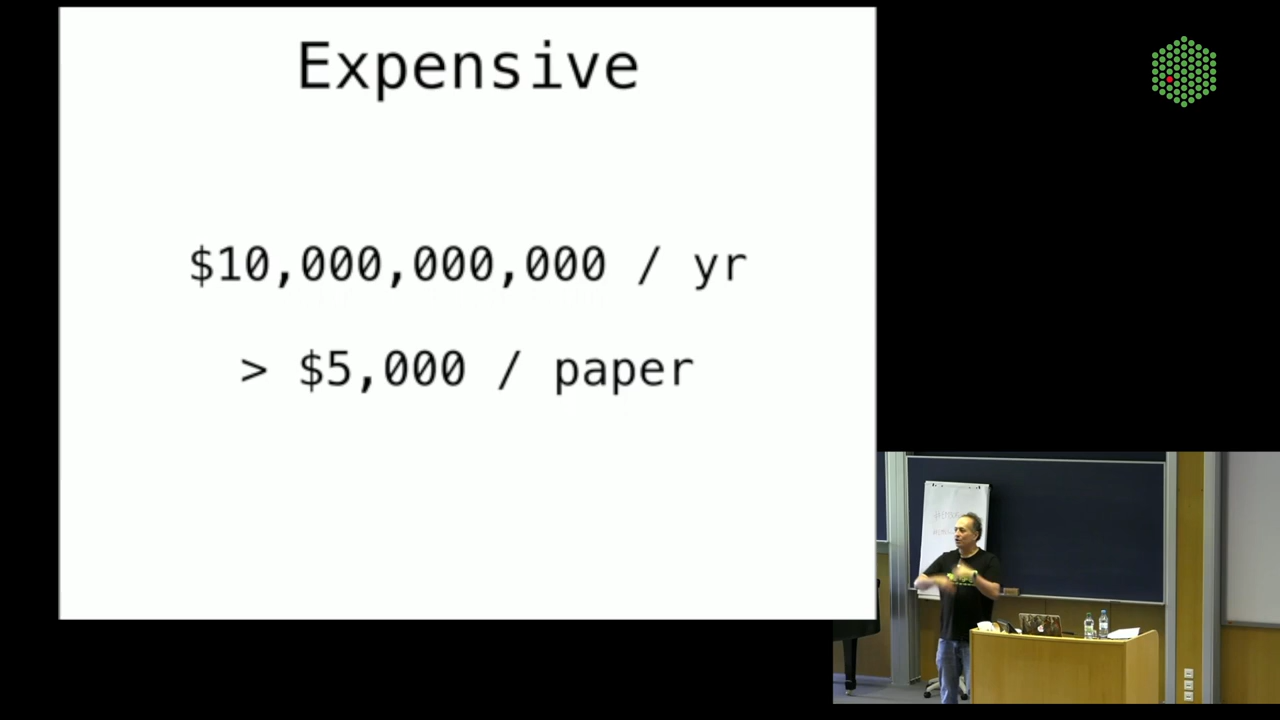 Expensive
$10,000,000,000 / yr
> $5,000 / paper